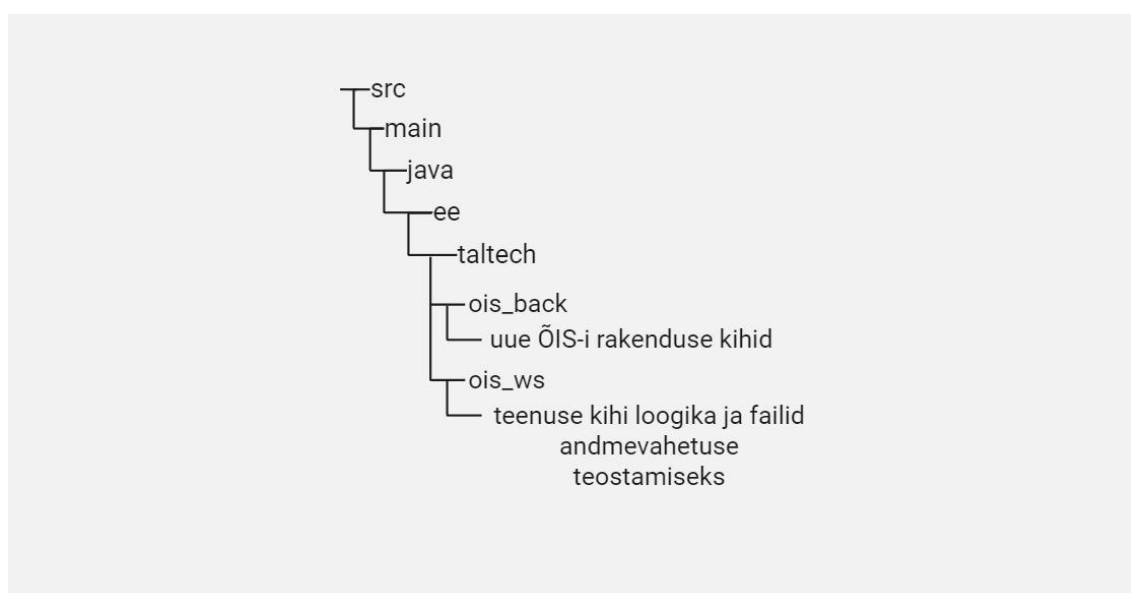 src
main
java
ee
taltech
ois_back
uue ÕIS-i rakenduse kihid
ois_ws
teenuse kihi loogika ja failid
andmevahetuse
teostamiseks